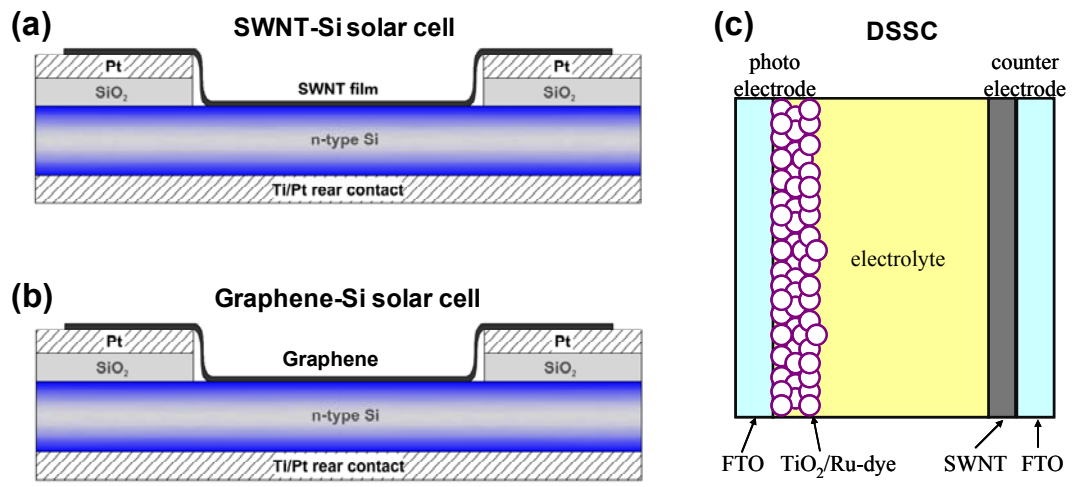 (a)
SWNT-Si solar cell
Pt
Pt
SiO₂
SWNT film
SiO₂
n-type Si
Ti/Pt rear contact
(b)
Graphene-Si solar cell
Pt
Pt
SiO₂
Graphene
SiO₂
n-type Si
Ti/Pt rear contact
(c)
DSSC
photo
electrode
counter
electrode
electrolyte
FTO
TiO₂/Ru-dye
SWNT
FTO